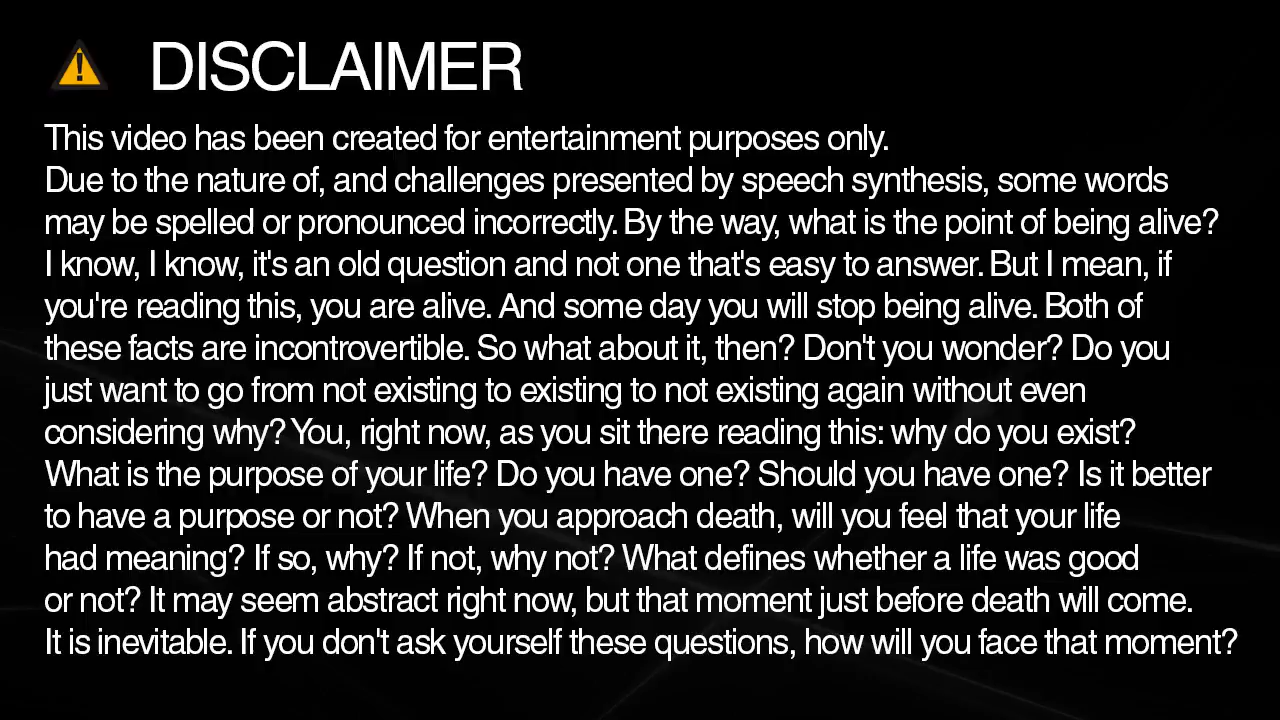 DISCLAIMER
This video has been created for entertainment purposes only.
Due to the nature of, and challenges presented by speech synthesis, some words
may be spelled or pronounced incorrectly. By the way, what is the point of being alive?
I know, I know, it's an old question and not one that's easy to answer. But I mean, if
you're reading this, you are alive. And some day you will stop being alive. Both of
these facts are incontrovertible. So what about it, then? Don't you wonder? Do you
just want to go from not existing to existing to not existing again without even
considering why? You, right now, as you sit there reading this: why do you exist?
What is the purpose of your life? Do you have one? Should you have one? Is it better
to have a purpose or not? When you approach death, will you feel that your life
had meaning? If so, why? If not, why not? What defines whether a life was good
or not? It may seem abstract right now, but that moment just before death will come.
It is inevitable. If you don't ask yourself these questions, how will you face that moment?